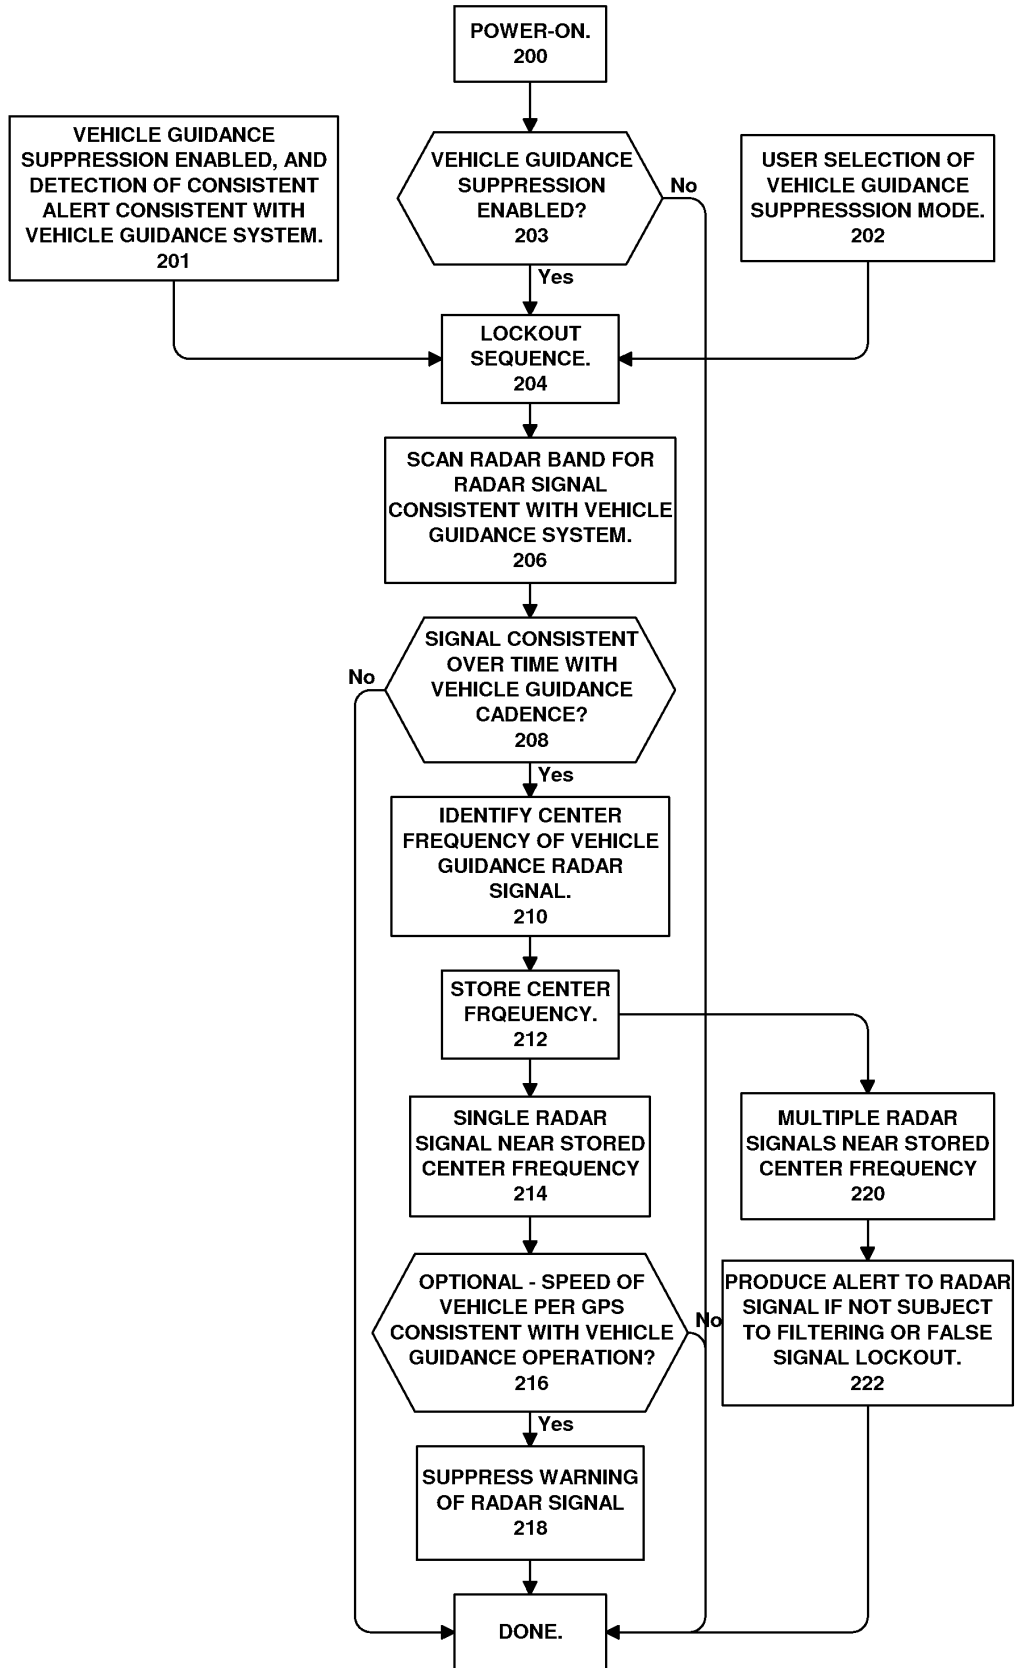 POWER-ON.
200
VEHICLE GUIDANCE
SUPPRESSION ENABLED, AND
DETECTION OF CONSISTENT
ALERT CONSISTENT WITH
VEHICLE GUIDANCE SYSTEM.
201
VEHICLE GUIDANCE
SUPPRESSION
ENABLED?
203
No
USER SELECTION OF
VEHICLE GUIDANCE
SUPPRESSSION MODE.
202
Yes
LOCKOUT
SEQUENCE.
204
SCAN RADAR BAND FOR
RADAR SIGNAL
CONSISTENT WITH VEHICLE
GUIDANCE SYSTEM.
206
SIGNAL CONSISTENT
OVER TIME WITH
VEHICLE GUIDANCE
CADENCE?
208
No
Yes
IDENTIFY CENTER
FREQUENCY OF VEHICLE
GUIDANCE RADAR
SIGNAL.
210
STORE CENTER
FRQEUENCY.
212
SINGLE RADAR
SIGNAL NEAR STORED
CENTER FREQUENCY
214
MULTIPLE RADAR
SIGNALS NEAR STORED
CENTER FREQUENCY
220
OPTIONAL - SPEED OF
VEHICLE PER GPS
CONSISTENT WITH VEHICLE
GUIDANCE OPERATION?
216
No
PRODUCE ALERT TO RADAR
SIGNAL IF NOT SUBJECT
TO FILTERING OR FALSE
SIGNAL LOCKOUT.
222
Yes
SUPPRESS WARNING
OF RADAR SIGNAL
218
DONE.